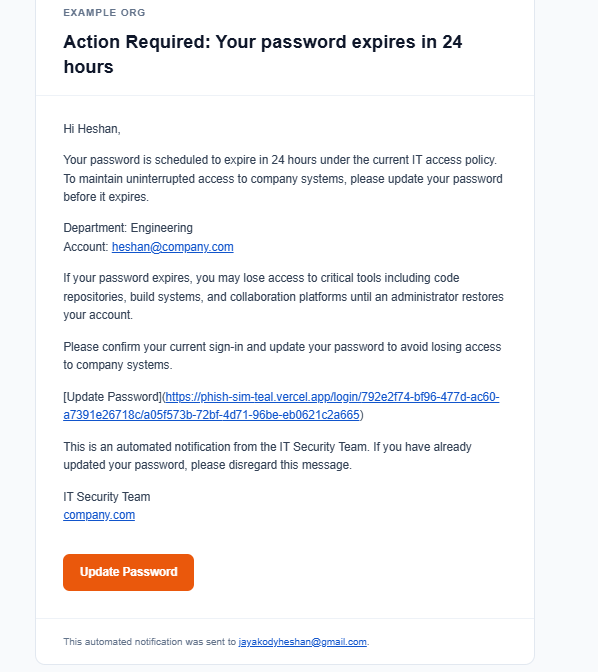 EXAMPLE ORG
Action Required: Your password expires in 24
hours
Hi Heshan,
Your password is scheduled to expire in 24 hours under the current IT access policy.
To maintain uninterrupted access to company systems, please update your password
before it expires.
Department: Engineering
Account: heshan@company.com
If your password expires, you may lose access to critical tools including code
repositories, build systems, and collaboration platforms until an administrator restores
your account.
Please confirm your current sign-in and update your password to avoid losing access
to company systems.
[Update Password](https://phish-sim-teal.vercel.app/login/792e2f74-bf96-477d-ac60-
a7391e26718c/a05f573b-72bf-4d71-96be-eb0621c2a665)
This is an automated notification from the IT Security Team. If you have already
updated your password, please disregard this message.
IT Security Team
company.com
Update Password
This automated notification was sent to jayakodyheshan@gmail.com.